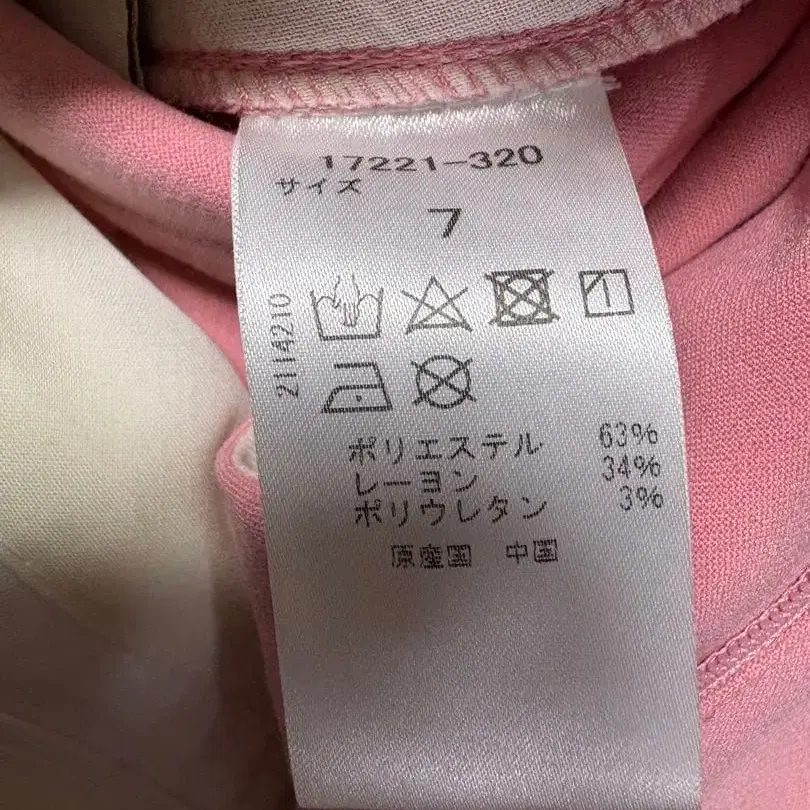 17221-320
サイズ
7
2114210
ポリエステル 63%
レーヨン 34%
ポリウレタン 3%
原産国 中国